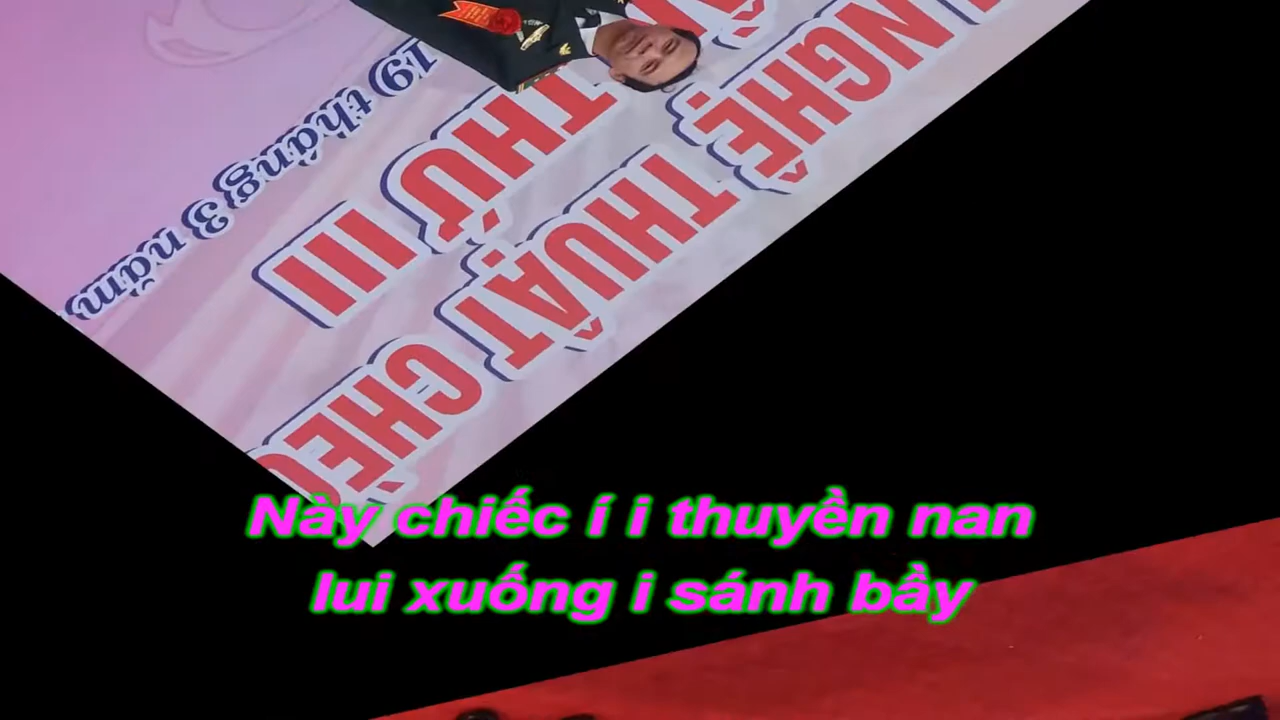 NGHỆ THUẬT CHÈO
THỨ III
19) tháng 3 năm
Này chiếc í i thuyền nan
lui xuống i sánh bầy